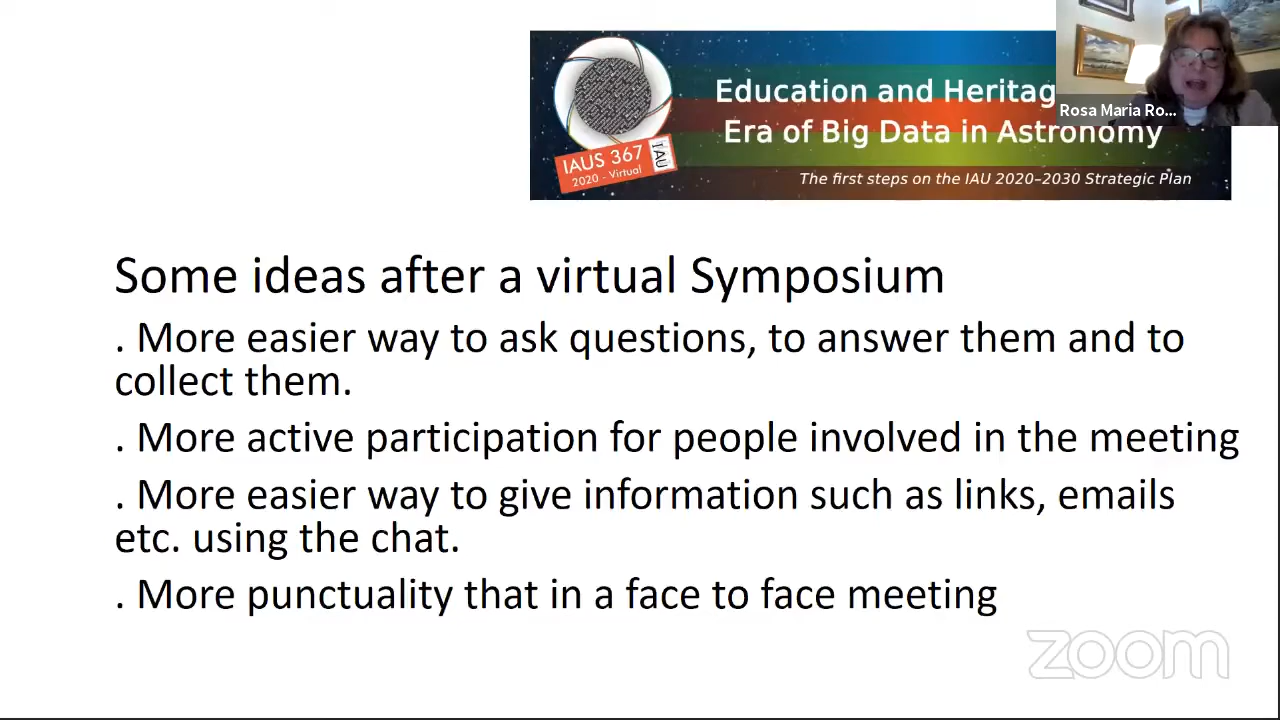 Education and Heritag
Era of Big Data in Astronomy
The first steps on the IAU 2020–2030 Strategic Plan
IAUS 367
2020 - Virtual
IAU
Rosa Maria Ro...
Some ideas after a virtual Symposium
. More easier way to ask questions, to answer them and to
collect them.
. More active participation for people involved in the meeting
. More easier way to give information such as links, emails
etc. using the chat.
. More punctuality that in a face to face meeting
zoom